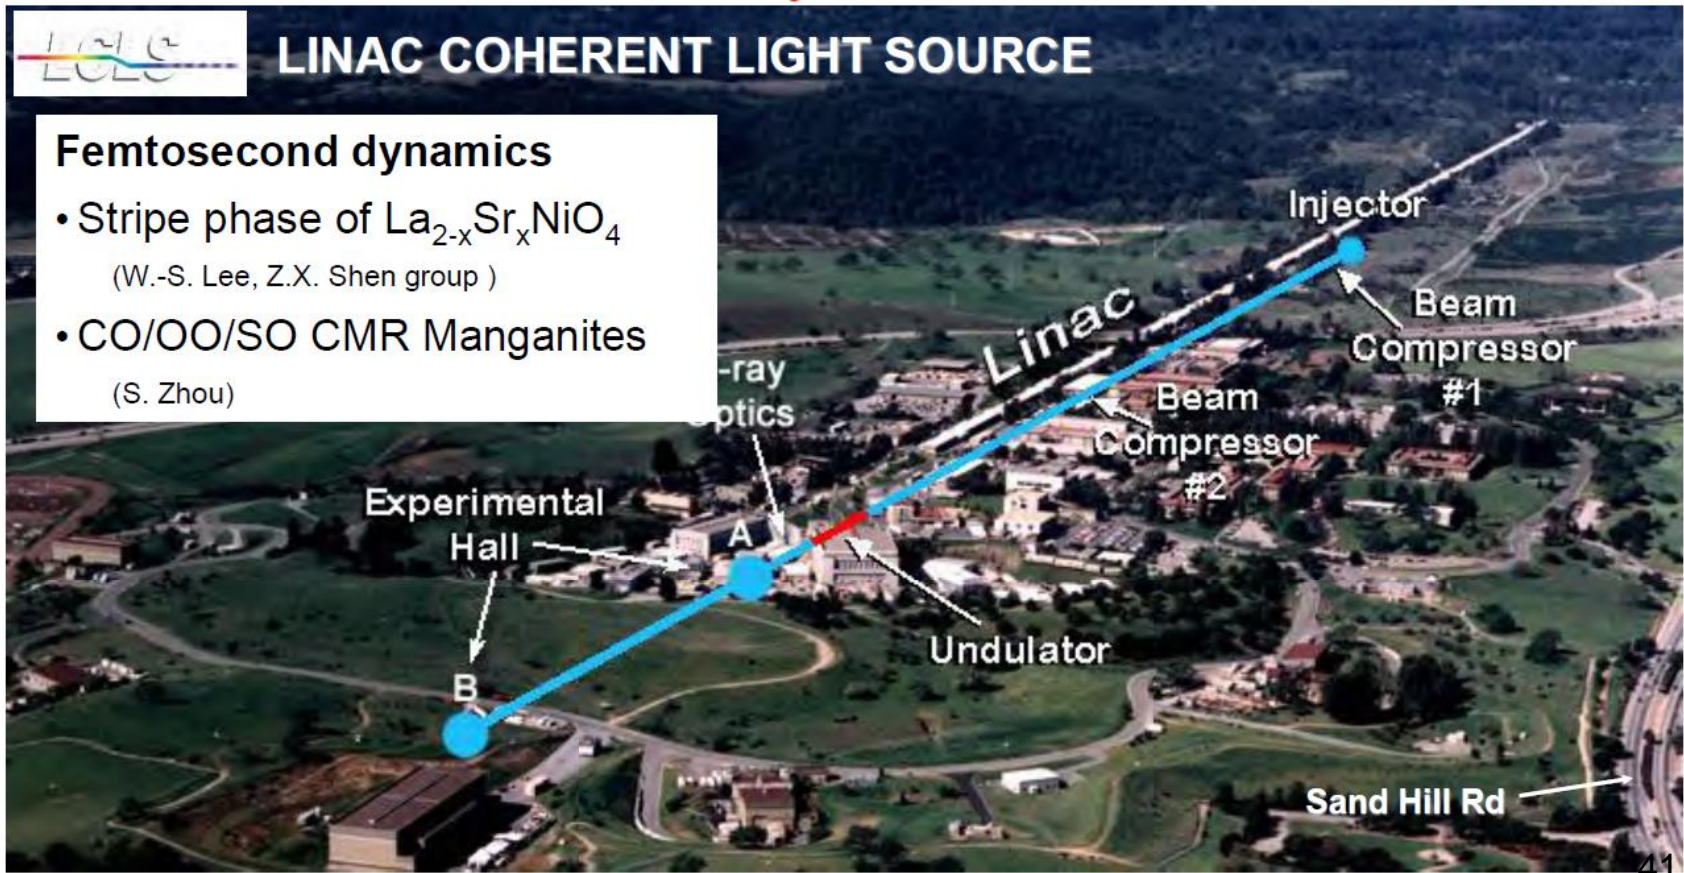 LCLS
LINAC COHERENT LIGHT SOURCE
Femtosecond dynamics
• Stripe phase of La2-xSrxNiO4
(W.-S. Lee, Z.X. Shen group )
• CO/OO/SO CMR Manganites
(S. Zhou)
-ray
ptics
Injector
Linac
Beam
Compressor
#1
Beam
Compressor
#2
Experimental
Hall
A
B
Undulator
Sand Hill Rd
41